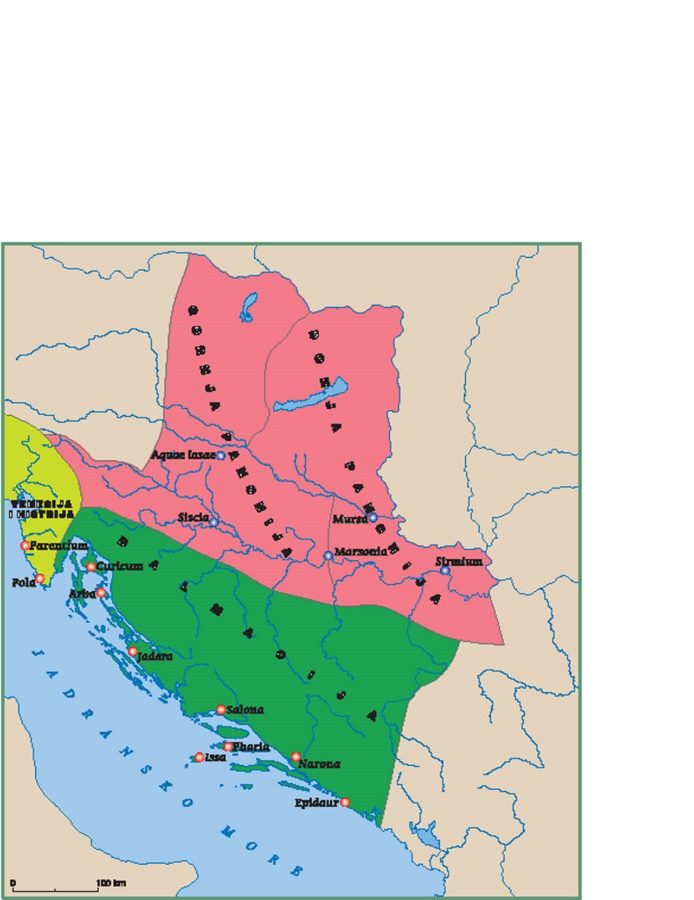 GORNJA PANONIJA
DONJA PANONIJA
Aquae Iasae
VENECIJA
I HISTRIJA
Siscia
Mursa
Parentium
Marsonia
Sirmium
Curicum
Pola
Arba
DALMACIJA
Jadera
Salona
Pharia
Issa
Narona
Epidaur
JADRANSKO MORE
0 100 km